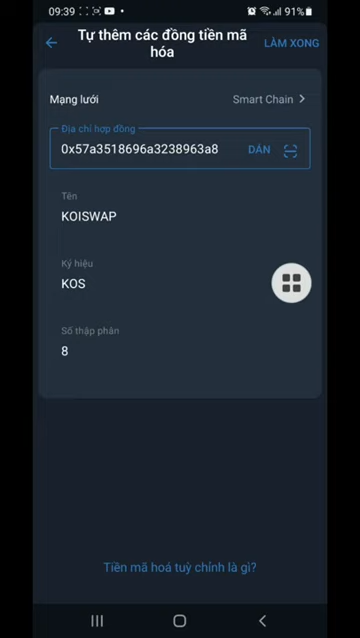 09:39
91%
Tự thêm các đồng tiền mã
hóa
LÀM XONG
Mạng lưới
Smart Chain
Địa chỉ hợp đồng
0x57a3518696a3238963a8
DÁN
Tên
KOISWAP
Ký hiệu
KOS
Số thập phân
8
Tiền mã hoá tuỳ chỉnh là gì?